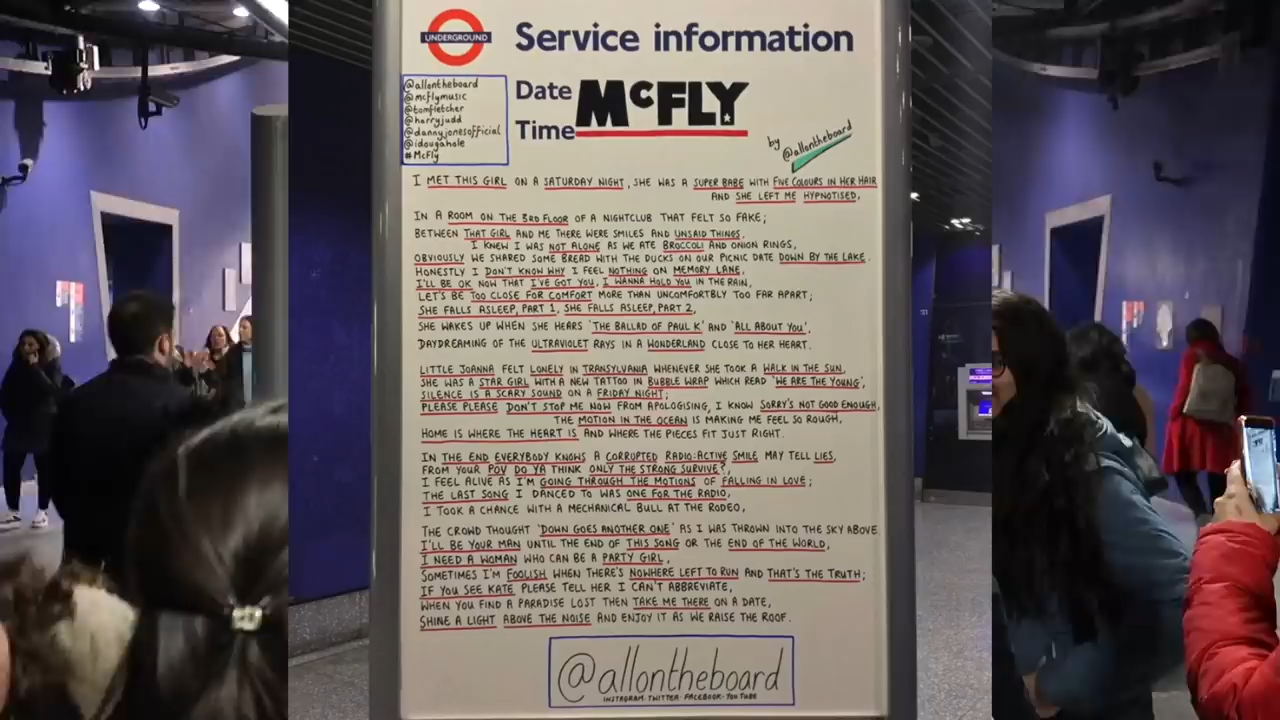 UNDERGROUND
Service information
@allontheboard
@mcflymusic
@tomfletcher
@harryjudd
@dannyjonesofficial
@idougahole
#McFly
Date
Time
McFLY
by @allontheboard
I MET THIS GIRL ON A SATURDAY NIGHT, SHE WAS A SUPER BABE WITH FIVE COLOURS IN HER HAIR
AND SHE LEFT ME HYPNOTISED,
IN A ROOM ON THE 3RD FLOOR OF A NIGHTCLUB THAT FELT SO FAKE;
BETWEEN THAT GIRL AND ME THERE WERE SMILES AND UNSAID THINGS,
I KNEW I WAS NOT ALONE AS WE ATE BROCCOLI AND ONION RINGS,
OBVIOUSLY WE SHARED SOME BREAD WITH THE DUCKS ON OUR PICNIC DATE DOWN BY THE LAKE.
HONESTLY I DON'T KNOW WHY I FEEL NOTHING ON MEMORY LANE,
I'LL BE OK NOW THAT I'VE GOT YOU, I WANNA HOLD YOU IN THE RAIN,
LET'S BE TOO CLOSE FOR COMFORT MORE THAN UNCOMFORTBLY TOO FAR APART;
SHE FALLS ASLEEP, PART 1, SHE FALLS ASLEEP, PART 2,
SHE WAKES UP WHEN SHE HEARS 'THE BALLAD OF PAUL K' AND 'ALL ABOUT YOU',
DAYDREAMING OF THE ULTRAVIOLET RAYS IN A WONDERLAND CLOSE TO HER HEART.
LITTLE JOANNA FELT LONELY IN TRANSYLVANIA WHENEVER SHE TOOK A WALK IN THE SUN,
SHE WAS A STAR GIRL WITH A NEW TATTOO IN BUBBLE WRAP WHICH READ 'WE ARE THE YOUNG',
SILENCE IS A SCARY SOUND ON A FRIDAY NIGHT;
PLEASE PLEASE DON'T STOP ME NOW FROM APOLOGISING, I KNOW SORRY'S NOT GOOD ENOUGH,
THE MOTION IN THE OCEAN IS MAKING ME FEEL SO ROUGH,
HOME IS WHERE THE HEART IS AND WHERE THE PIECES FIT JUST RIGHT.
IN THE END EVERYBODY KNOWS A CORRUPTED RADIO:ACTIVE SMILE MAY TELL LIES,
FROM YOUR POV DO YA THINK ONLY THE STRONG SURVIVE?,
I FEEL ALIVE AS I'M GOING THROUGH THE MOTIONS OF FALLING IN LOVE;
THE LAST SONG I DANCED TO WAS ONE FOR THE RADIO,
I TOOK A CHANCE WITH A MECHANICAL BULL AT THE RODEO,
THE CROWD THOUGHT 'DOWN GOES ANOTHER ONE' AS I WAS THROWN INTO THE SKY ABOVE.
I'LL BE YOUR MAN UNTIL THE END OF THIS SONG OR THE END OF THE WORLD,
I NEED A WOMAN WHO CAN BE A PARTY GIRL,
SOMETIMES I'M FOOLISH WHEN THERE'S NOWHERE LEFT TO RUN AND THAT'S THE TRUTH;
IF YOU SEE KATE PLEASE TELL HER I CAN'T ABBREVIATE,
WHEN YOU FIND A PARADISE LOST THEN TAKE ME THERE ON A DATE,
SHINE A LIGHT ABOVE THE NOISE AND ENJOY IT AS WE RAISE THE ROOF.
@allontheboard
INSTAGRAM·TWITTER·FACEBOOK·YOUTUBE